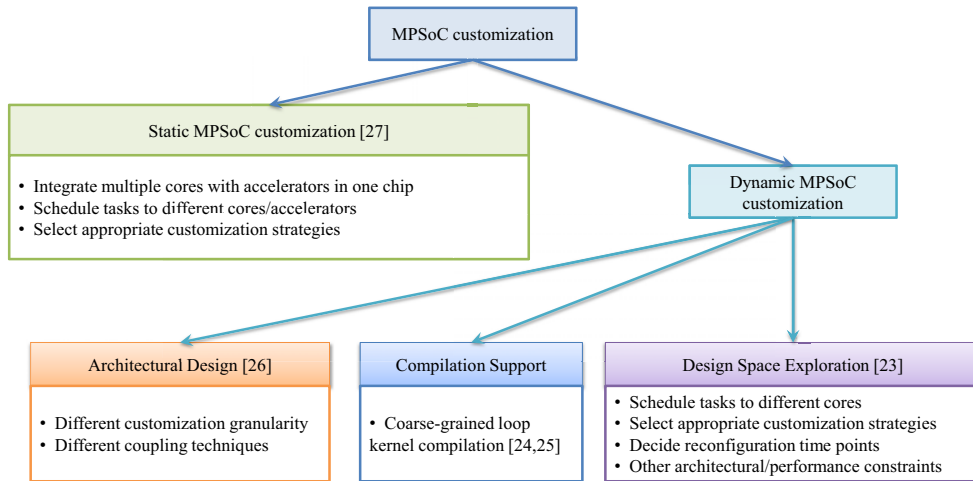 MPSoC customization
Static MPSoC customization [27]
• Integrate multiple cores with accelerators in one chip
• Schedule tasks to different cores/accelerators
• Select appropriate customization strategies
Dynamic MPSoC
customization
Architectural Design [26]
• Different customization granularity
• Different coupling techniques
Compilation Support
• Coarse-grained loop
kernel compilation [24,25]
Design Space Exploration [23]
• Schedule tasks to different cores
• Select appropriate customization strategies
• Decide reconfiguration time points
• Other architectural/performance constraints